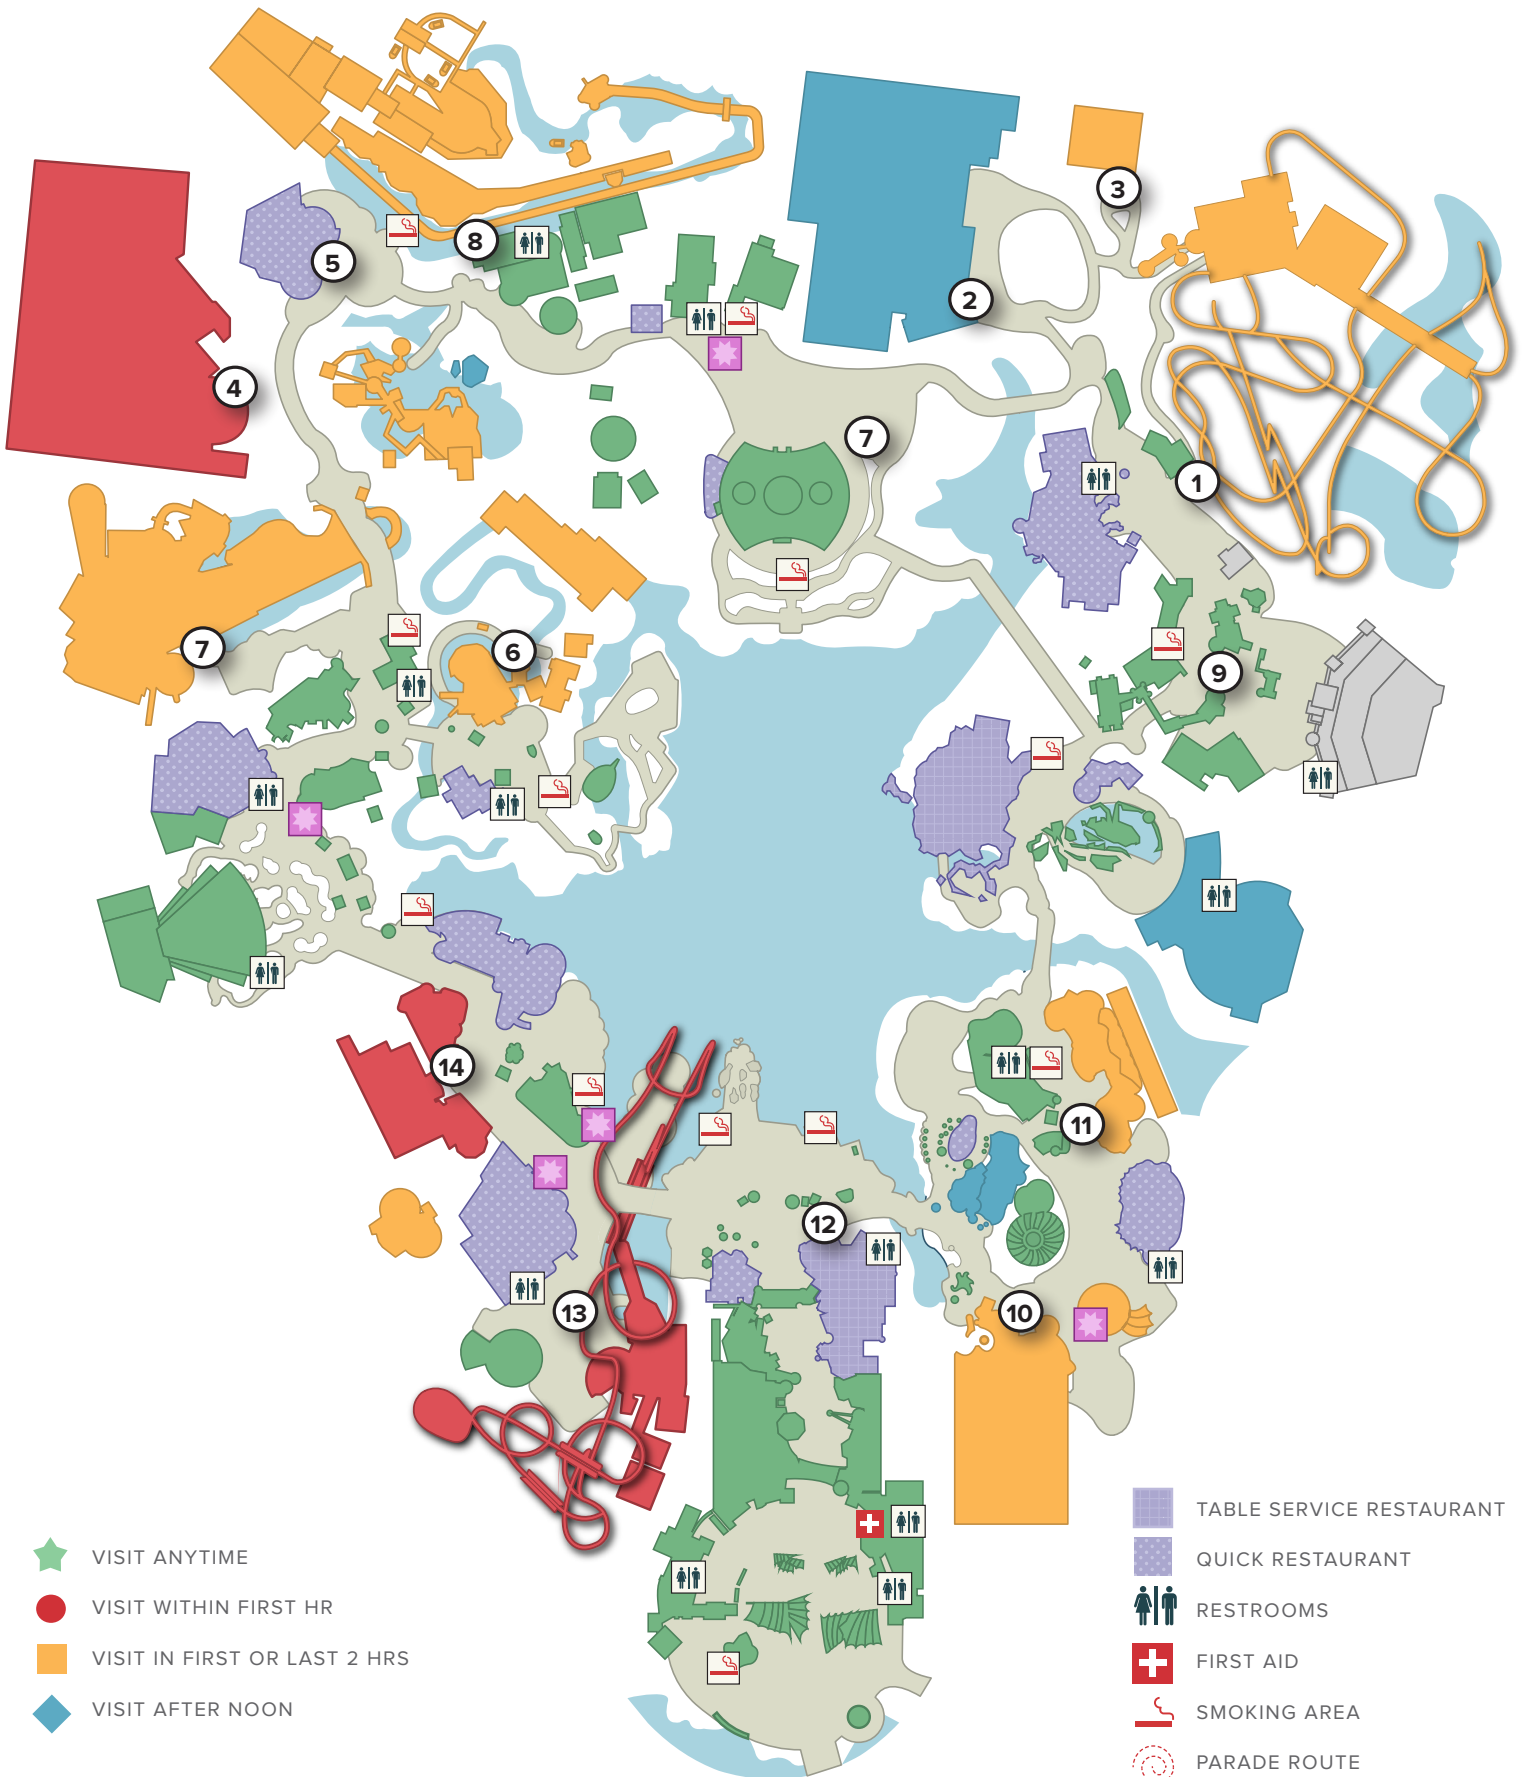 3
8
5
2
4
7
1
6
7
9
14
11
12
10
13
TABLE SERVICE RESTAURANT
QUICK RESTAURANT
VISIT ANYTIME
RESTROOMS
VISIT WITHIN FIRST HR
FIRST AID
VISIT IN FIRST OR LAST 2 HRS
SMOKING AREA
VISIT AFTER NOON
PARADE ROUTE